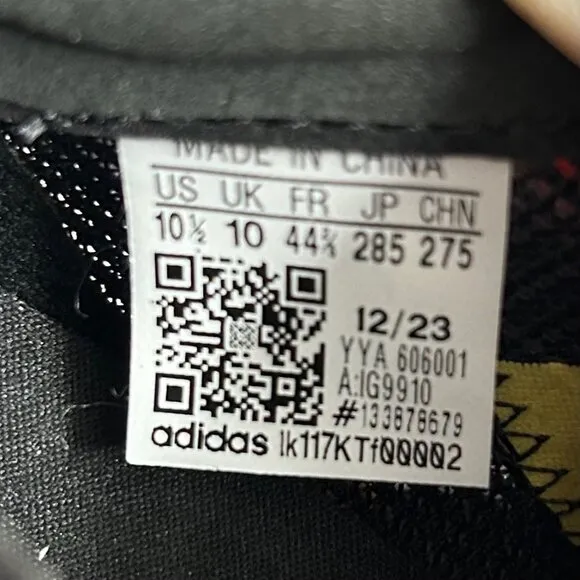 MADE IN CHINA
US UK FR JP CHN
10½ 10 44⅔ 285 275
12/23
YYA 606001
A:IG9910
#133878679
adidas lk117KTf00002